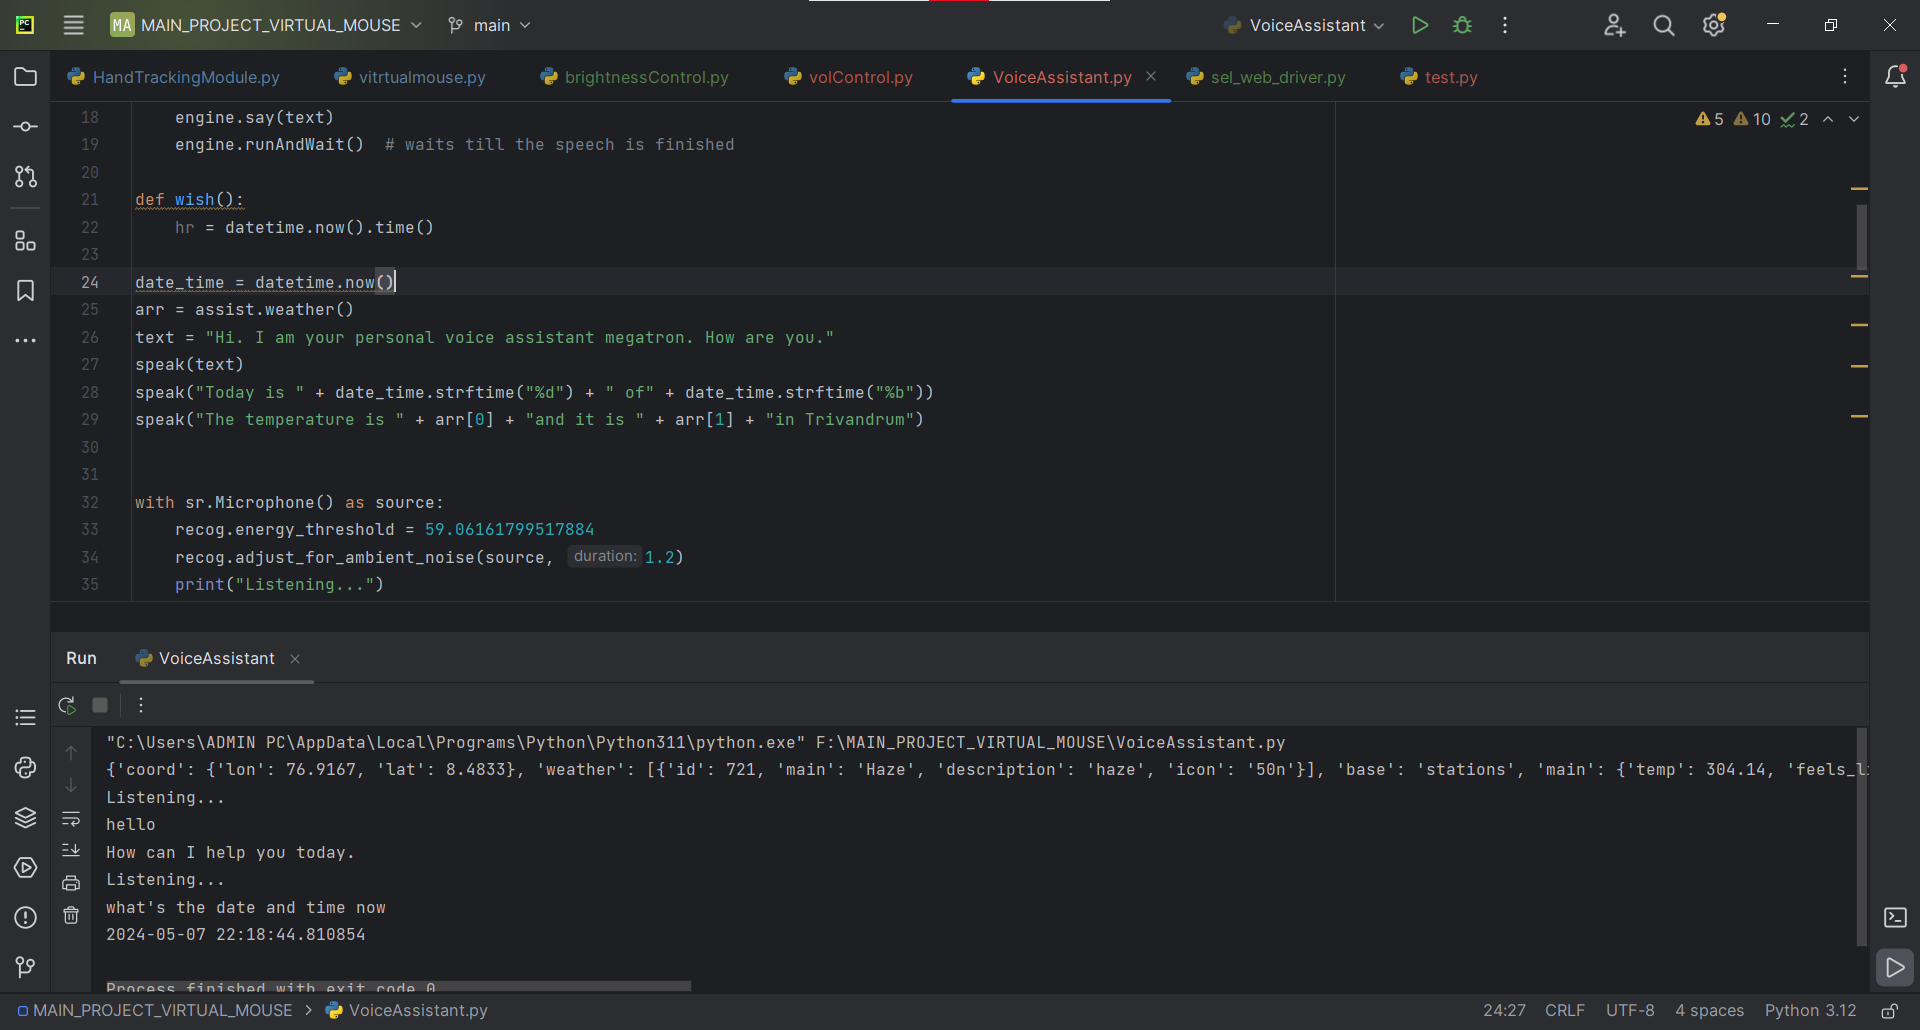 PC
MA MAIN_PROJECT_VIRTUAL_MOUSE main VoiceAssistant
HandTrackingModule.py vitrtualmouse.py brightnessControl.py volControl.py VoiceAssistant.py sel_web_driver.py test.py
5 10 2
18 engine.say(text)
19 engine.runAndWait() # waits till the speech is finished
20
21 def wish():
22 hr = datetime.now().time()
23
24 date_time = datetime.now()
25 arr = assist.weather()
26 text = "Hi. I am your personal voice assistant megatron. How are you."
27 speak(text)
28 speak("Today is " + date_time.strftime("%d") + " of" + date_time.strftime("%b"))
29 speak("The temperature is " + arr[0] + "and it is " + arr[1] + "in Trivandrum")
30
31
32 with sr.Microphone() as source:
33 recog.energy_threshold = 59.06161799517884
34 recog.adjust_for_ambient_noise(source, duration: 1.2)
35 print("Listening...")
Run VoiceAssistant
"C:\Users\ADMIN PC\AppData\Local\Programs\Python\Python311\python.exe" F:\MAIN_PROJECT_VIRTUAL_MOUSE\VoiceAssistant.py
{'coord': {'lon': 76.9167, 'lat': 8.4833}, 'weather': [{'id': 721, 'main': 'Haze', 'description': 'haze', 'icon': '50n'}], 'base': 'stations', 'main': {'temp': 304.14, 'feels_l
Listening...
hello
How can I help you today.
Listening...
what's the date and time now
2024-05-07 22:18:44.810854
Process finished with exit code 0
MAIN_PROJECT_VIRTUAL_MOUSE > VoiceAssistant.py 24:27 CRLF UTF-8 4 spaces Python 3.12